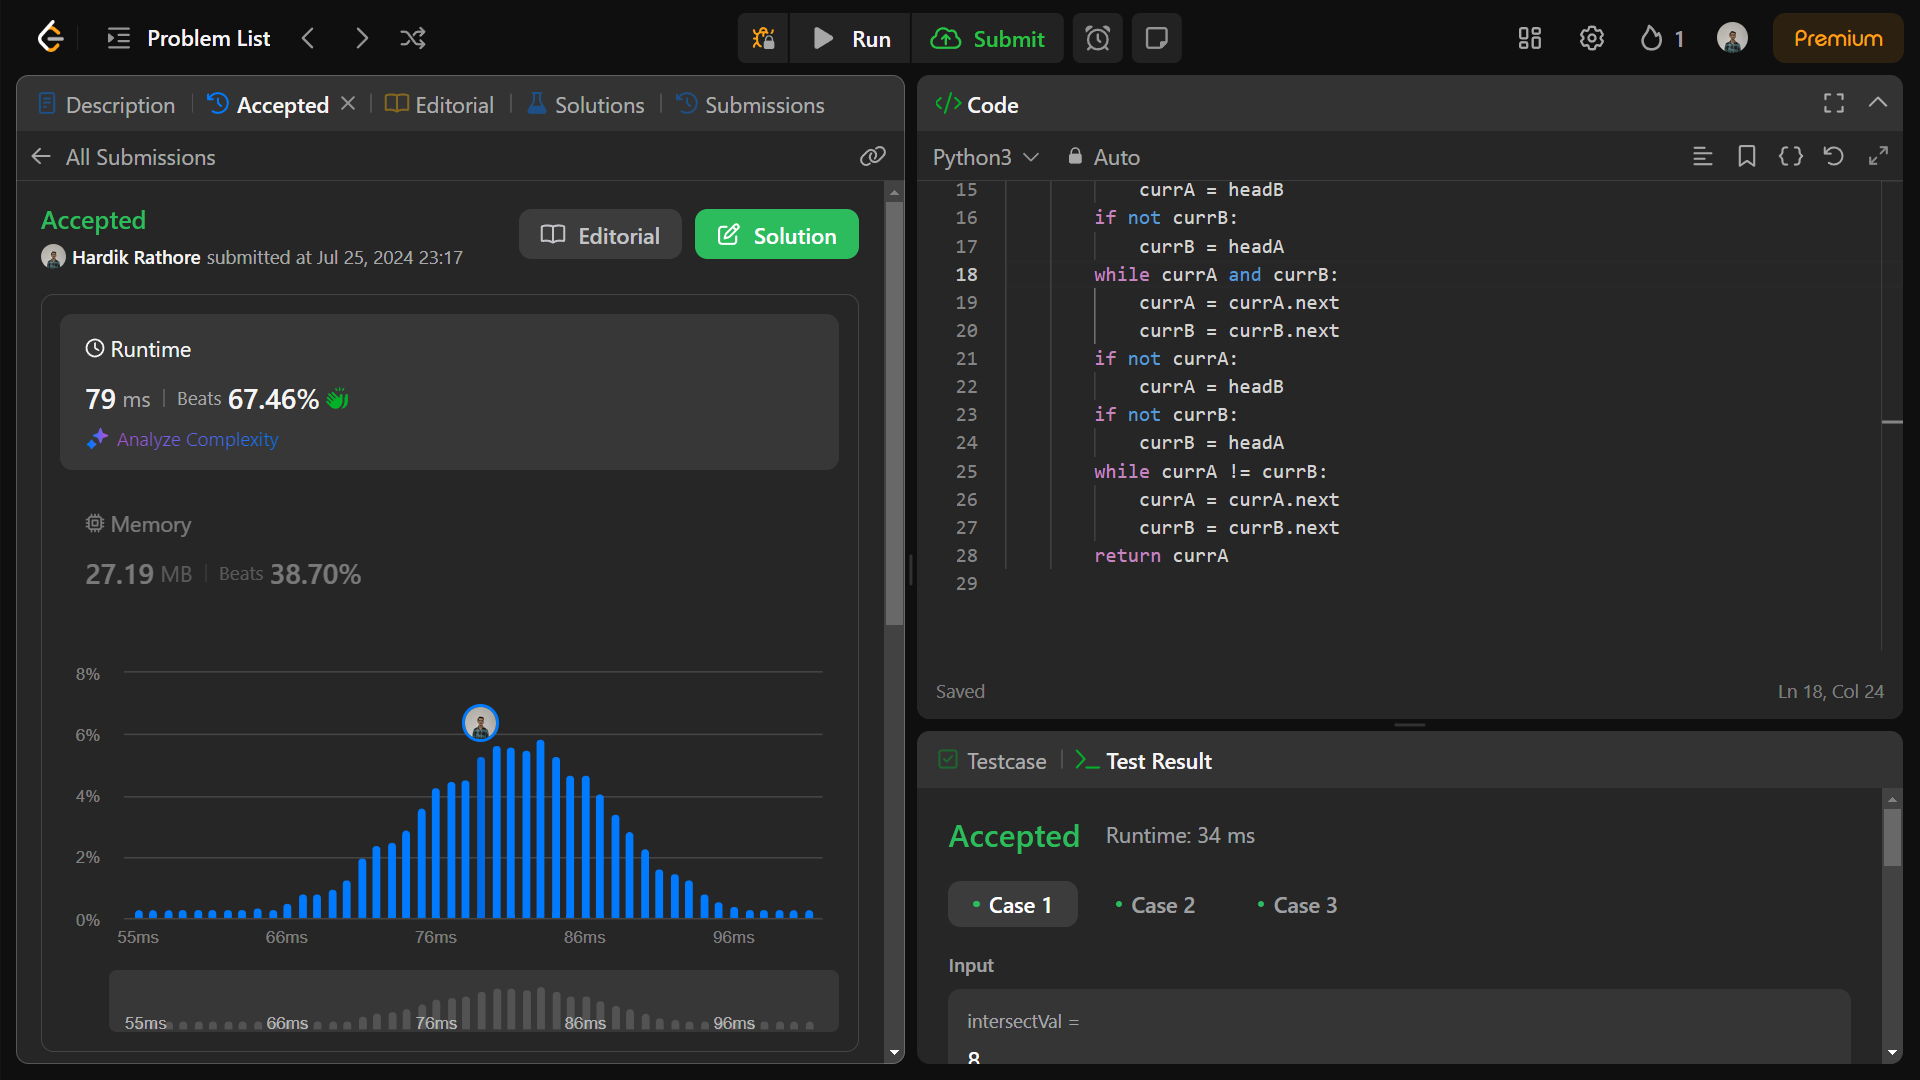 Problem List
Run
Submit
1
Premium
Description
Accepted
Editorial
Solutions
Submissions
All Submissions
Accepted
Editorial
Solution
Hardik Rathore submitted at Jul 25, 2024 23:17
Runtime
79 ms | Beats 67.46%
Analyze Complexity
Memory
27.19 MB | Beats 38.70%
8%
6%
4%
2%
0%
55ms 66ms 76ms 86ms 96ms
55ms 66ms 76ms 86ms 96ms
</> Code
Python3 Auto
15 currA = headB
16 if not currB:
17 currB = headA
18 while currA and currB:
19 currA = currA.next
20 currB = currB.next
21 if not currA:
22 currA = headB
23 if not currB:
24 currB = headA
25 while currA != currB:
26 currA = currA.next
27 currB = currB.next
28 return currA
29
Saved Ln 18, Col 24
Testcase
Test Result
Accepted Runtime: 34 ms
• Case 1 • Case 2 • Case 3
Input
intersectVal =
8